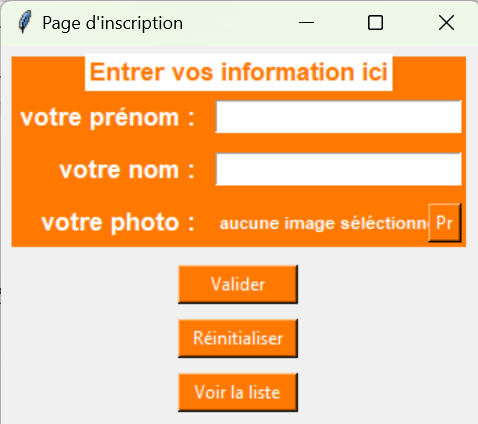 Page d'inscription
Entrer vos information ici
votre prénom :
votre nom :
votre photo : aucune image séléctionn Pr
Valider
Réinitialiser
Voir la liste